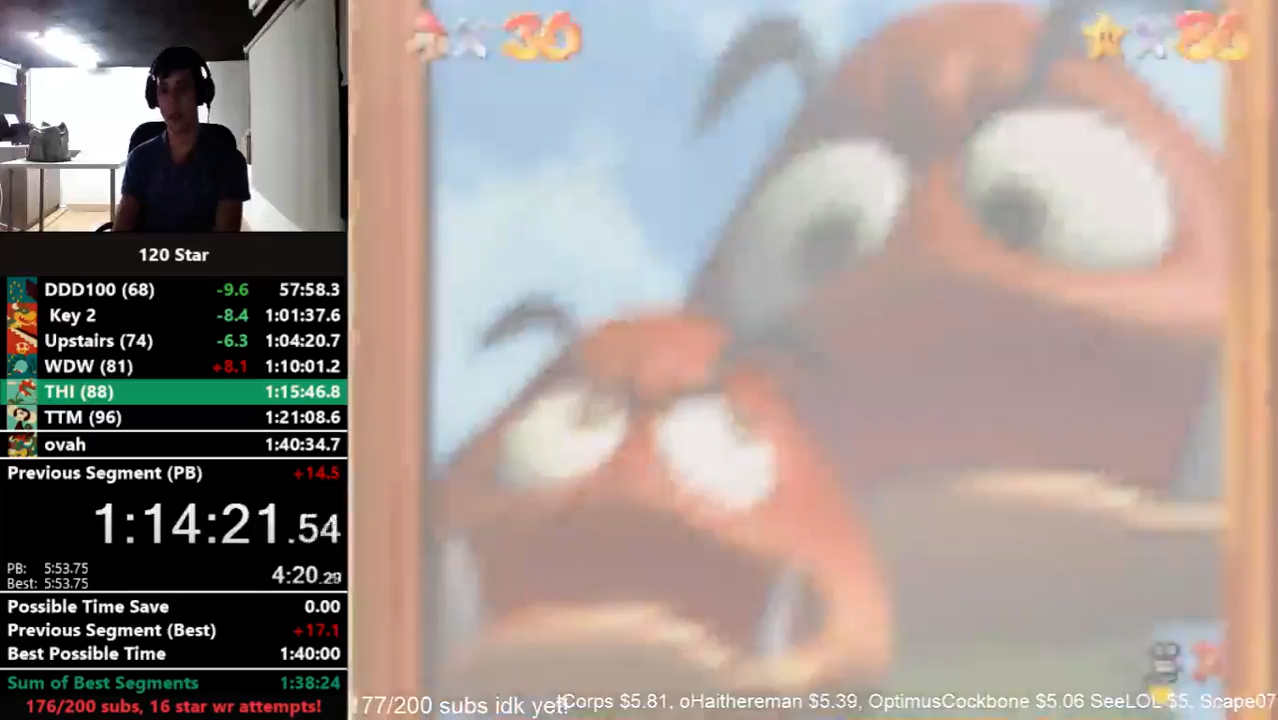 30
86
120 Star
DDD100 (68) -9.6 57:58.3
Key 2 -8.4 1:01:37.6
Upstairs (74) -6.3 1:04:20.7
WDW (81) +8.1 1:10:01.2
THI (88) 1:15:46.8
TTM (96) 1:21:08.6
ovah 1:40:34.7
Previous Segment (PB) +14.5
1:14:21.54
PB: 5:53.75
Best: 5:53.75
4:20.29
Possible Time Save 0.00
Previous Segment (Best) +17.1
Best Possible Time 1:40:00
Sum of Best Segments 1:38:24
176/200 subs, 16 star wr attempts!
177/200 subs idk yet!
Corps $5.81, oHaithereman $5.39, OptimusCockbone $5.06 SeeLOL $5, Scape07